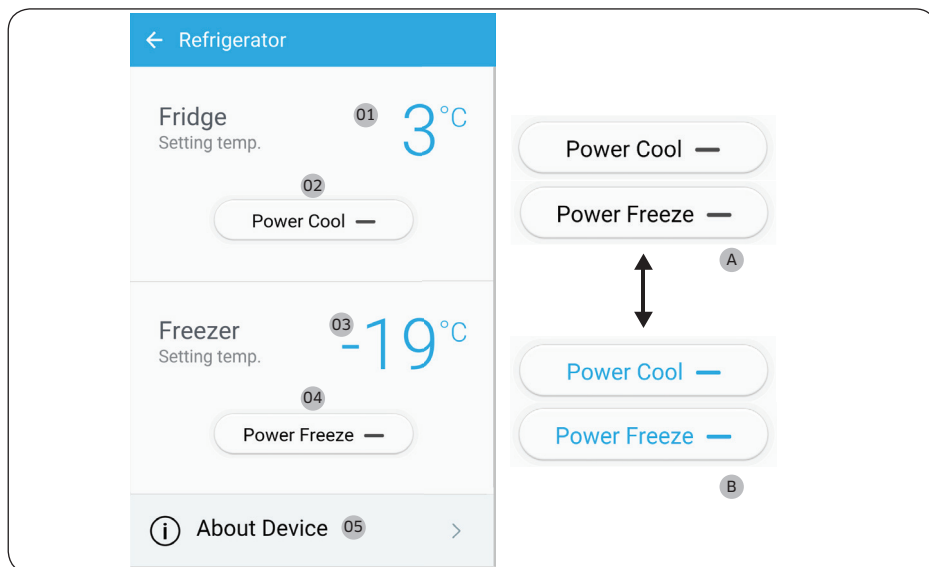 ← Refrigerator
Fridge
Setting temp.
01
3°C
02
Power Cool
Freezer
Setting temp.
03
-19°C
04
Power Freeze
About Device
05
Power Cool
Power Freeze
A
Power Cool
Power Freeze
B